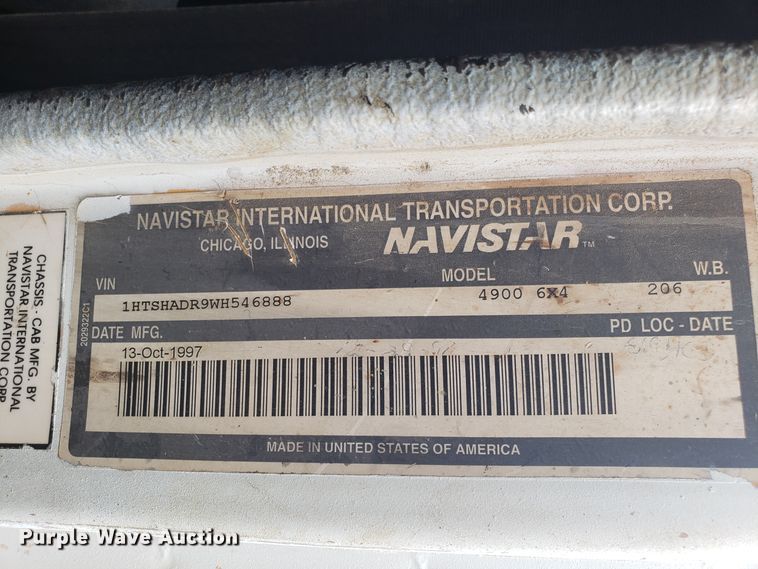 NAVISTAR INTERNATIONAL TRANSPORTATION CORP.
CHICAGO, ILLINOIS
NAVISTAR TM
VIN MODEL W.B.
1HTSHADR9WH546888 4900 6X4 206
DATE MFG. PD LOC - DATE
13-Oct-1997
MADE IN UNITED STATES OF AMERICA
2029322C1
CHASSIS - CAB MFG. BY
NAVISTAR INTERNATIONAL
TRANSPORTATION CORP
Purple Wave Auction